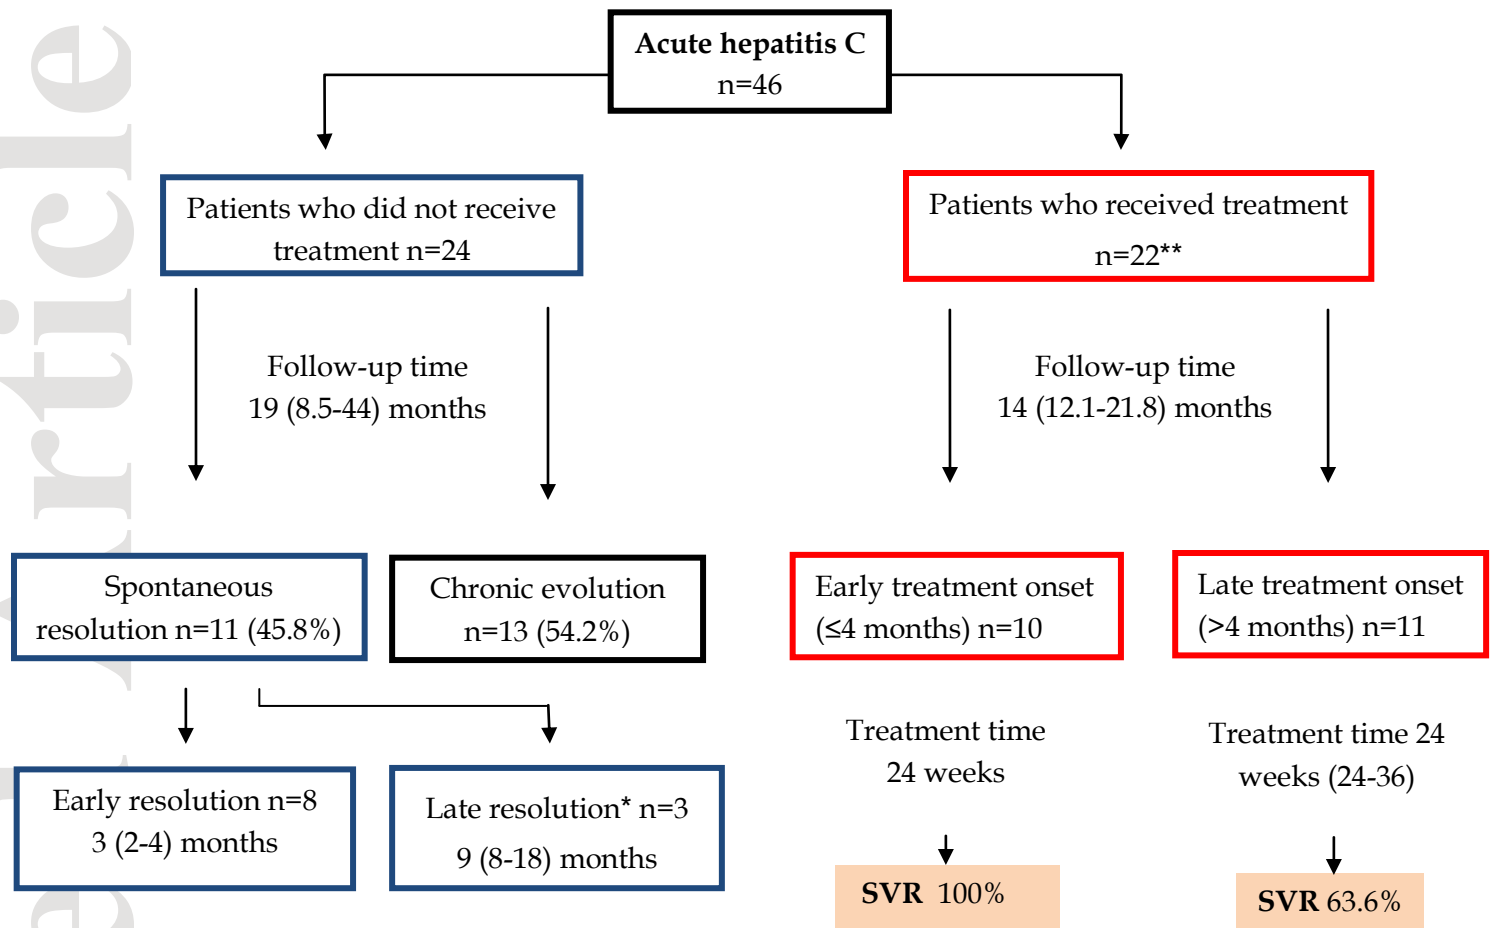 Acute hepatitis C
n=46
Patients who did not receive
treatment n=24
Patients who received treatment
n=22**
Follow-up time
19 (8.5-44) months
Follow-up time
14 (12.1-21.8) months
Spontaneous
resolution n=11 (45.8%)
Chronic evolution
n=13 (54.2%)
Early treatment onset
(≤4 months) n=10
Late treatment onset
(>4 months) n=11
Treatment time
24 weeks
Treatment time 24
weeks (24-36)
Early resolution n=8
3 (2-4) months
Late resolution* n=3
9 (8-18) months
SVR 100%
SVR 63.6%
Article